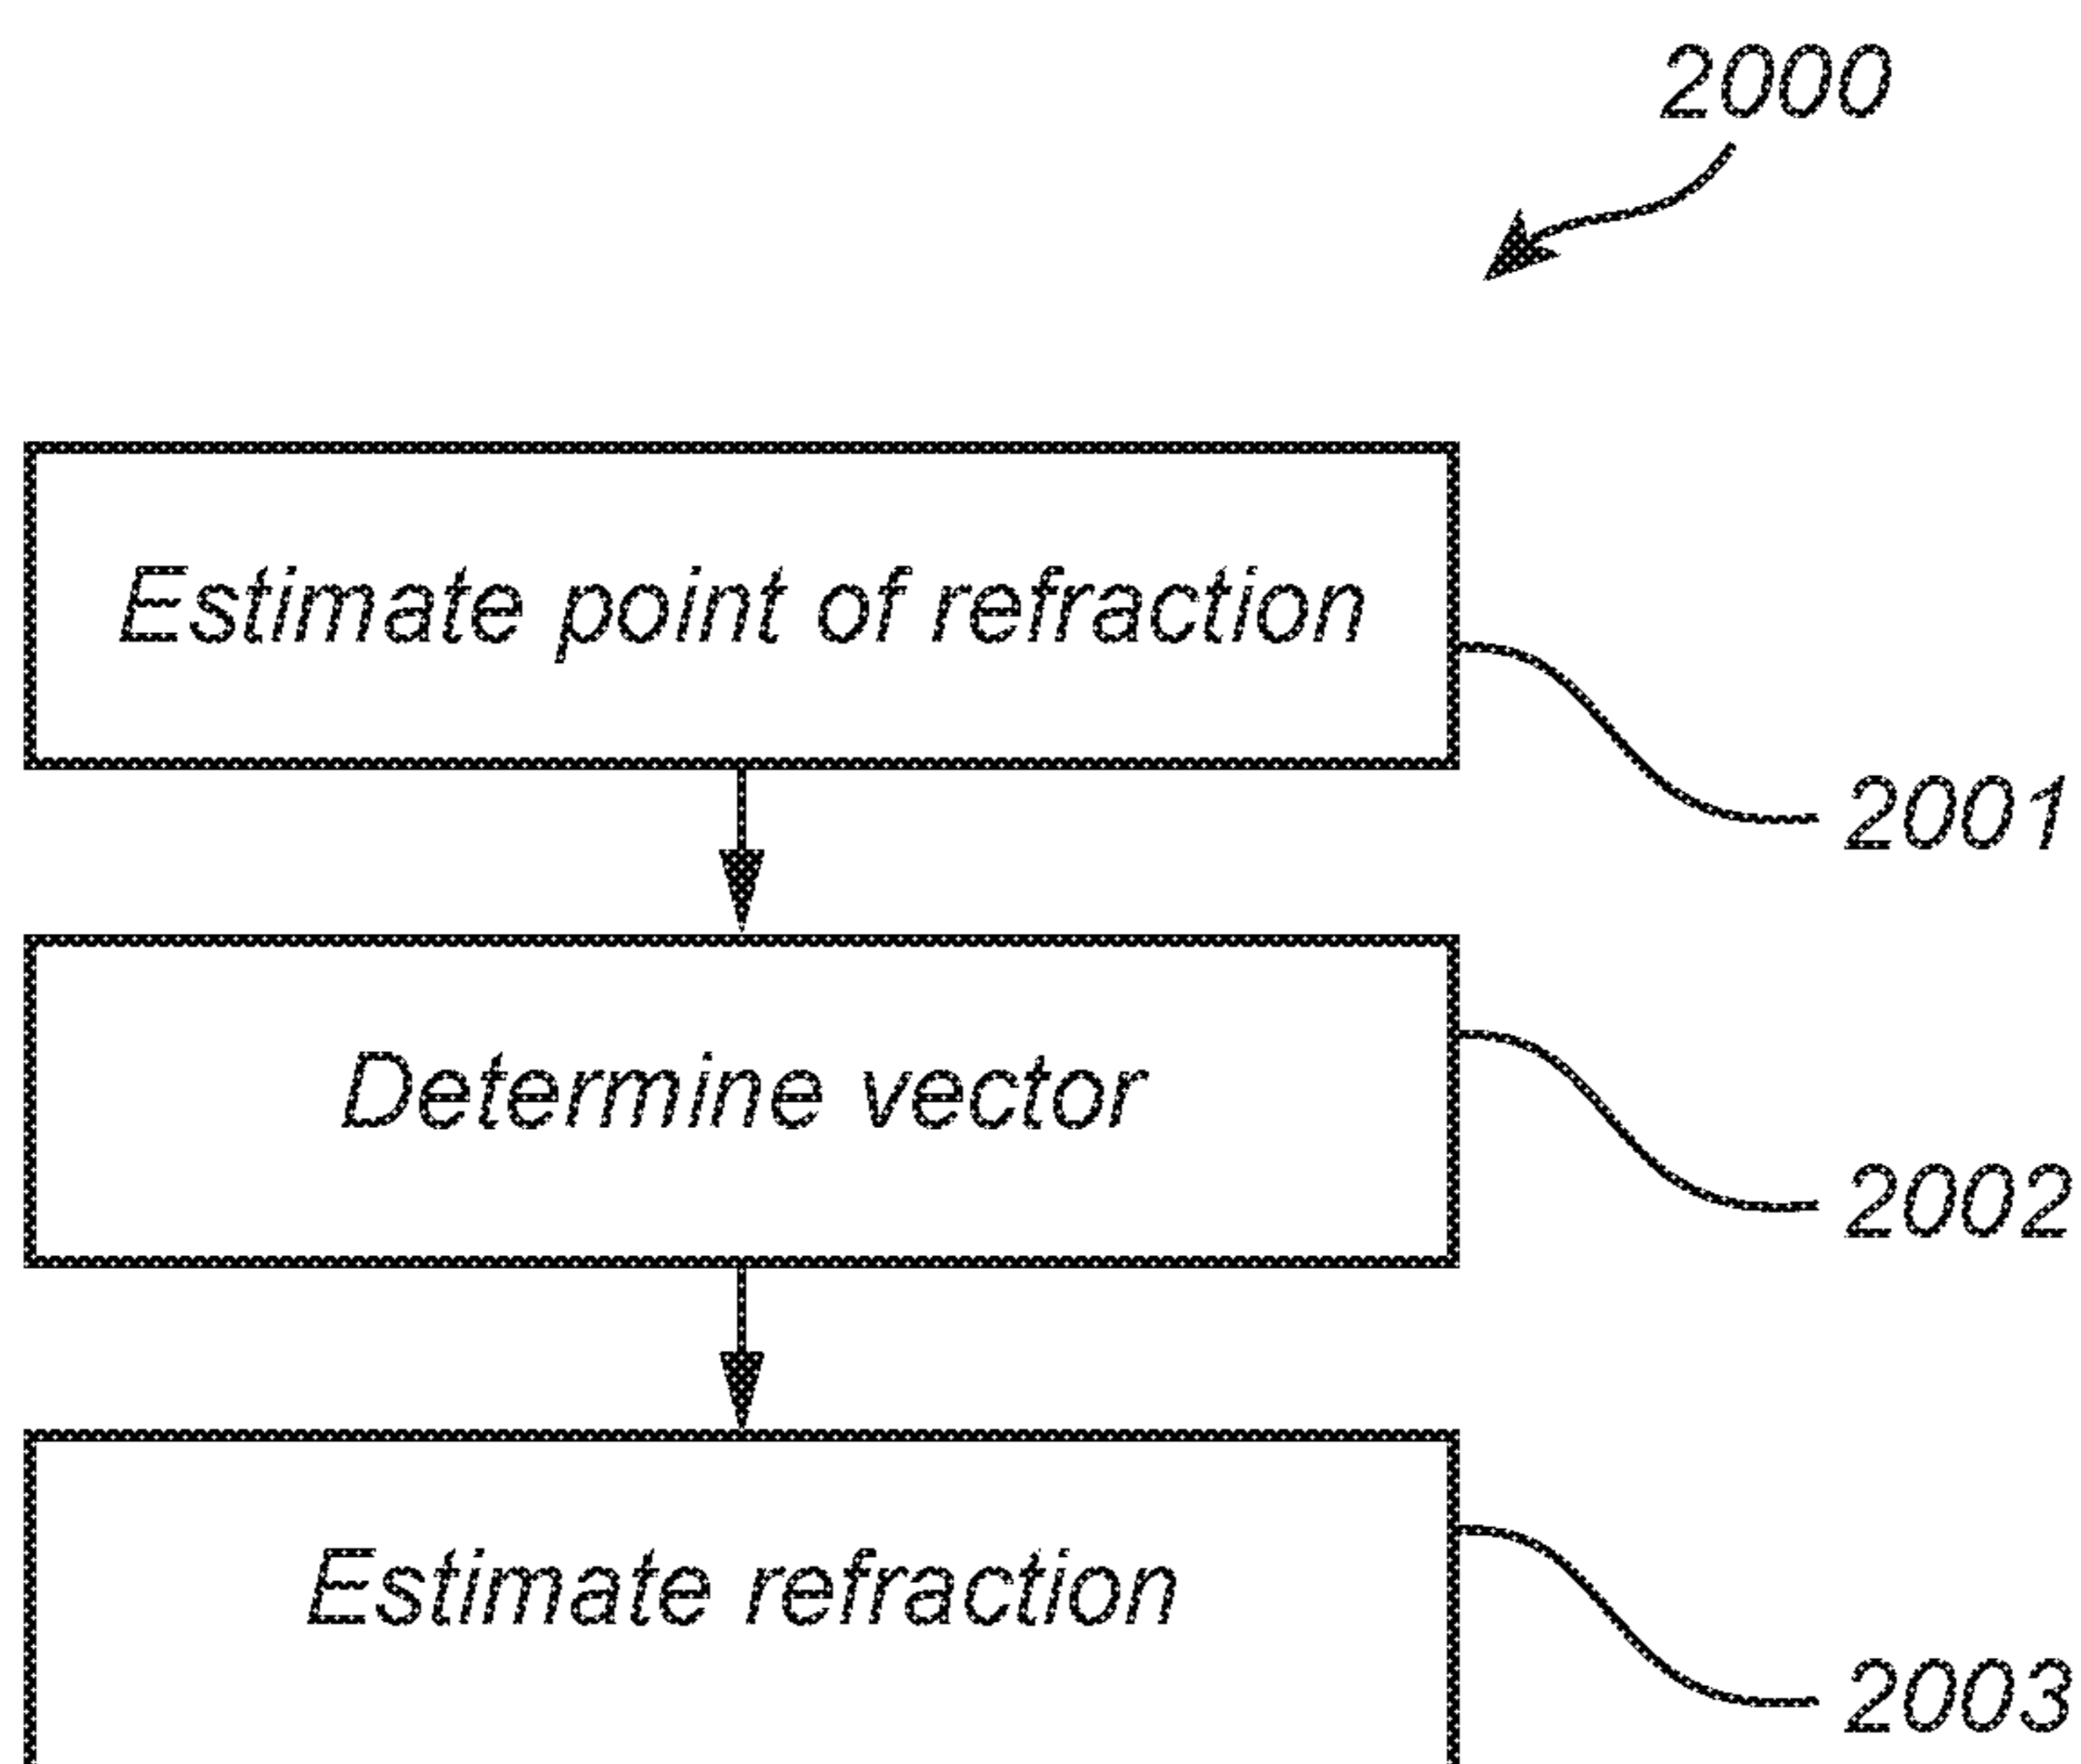 2000
Estimate point of refraction
2001
Determine vector
2002
Estimate refraction
2003